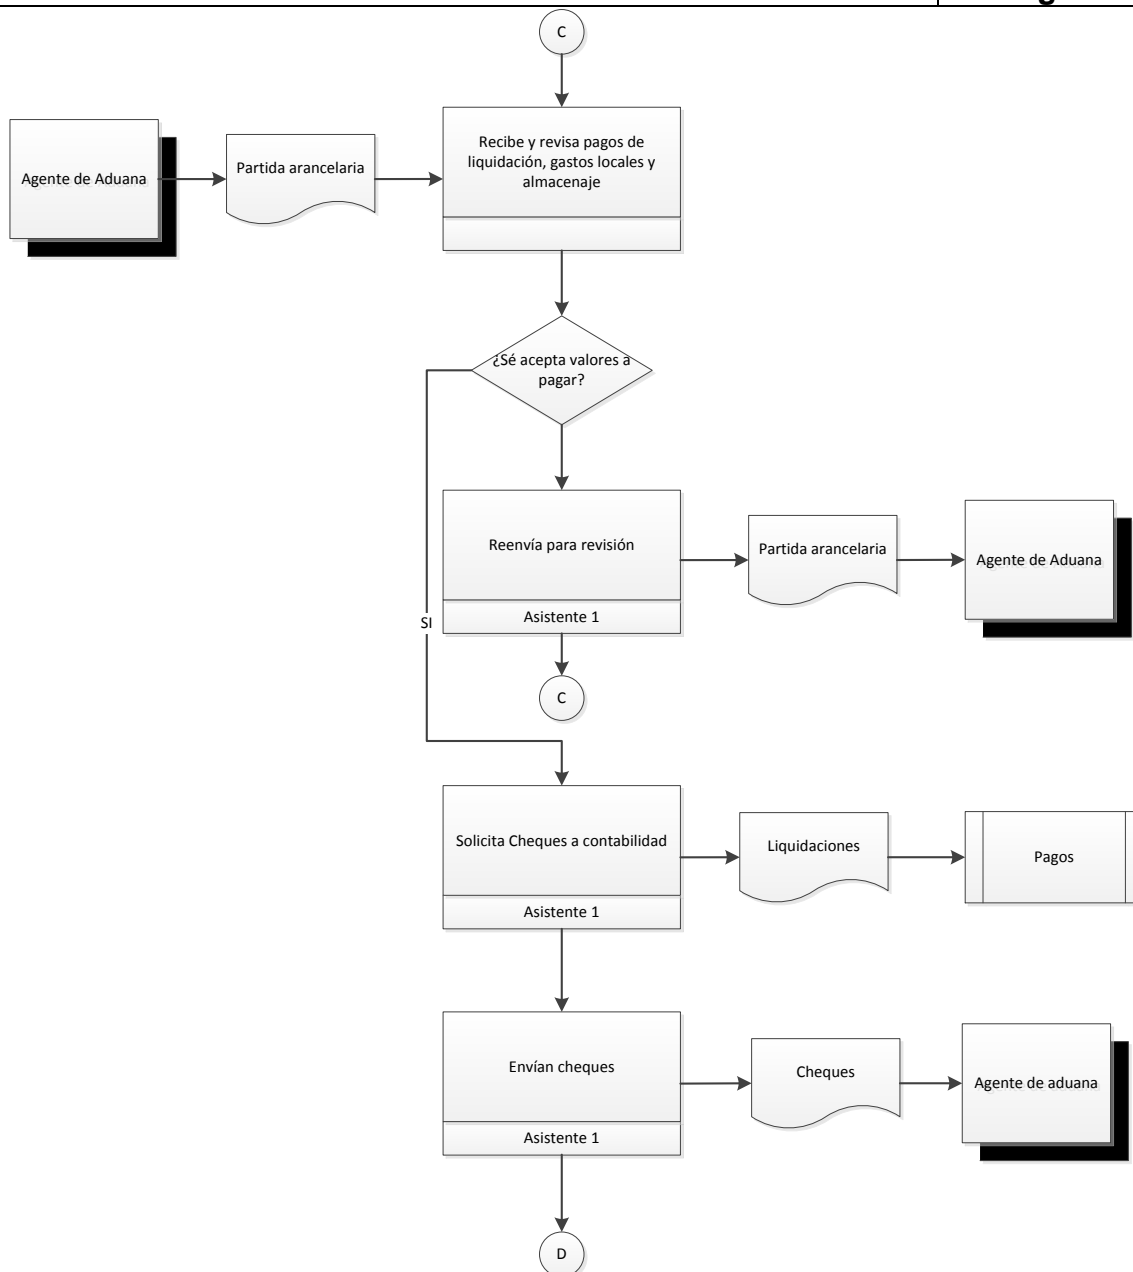 C
Recibe y revisa pagos de
liquidación, gastos locales y
almacenaje
Agente de Aduana
Partida arancelaria
¿Sé acepta valores a
pagar?
Reenvía para revisión
Asistente 1
Partida arancelaria
Agente de Aduana
SI
C
Solicita Cheques a contabilidad
Asistente 1
Liquidaciones
Pagos
Envían cheques
Asistente 1
Cheques
Agente de aduana
D